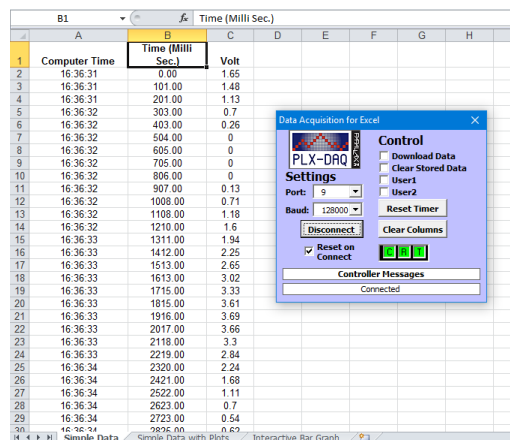 B1 fx Time (Milli Sec.)
A B C D E F G H
1 Computer Time Time (Milli Sec.) Volt
2 16:36:31 0.00 1.65
3 16:36:31 101.00 1.48
4 16:36:31 201.00 1.13
5 16:36:32 303.00 0.7
6 16:36:32 403.00 0.26
7 16:36:32 504.00 0
8 16:36:32 605.00 0
9 16:36:32 705.00 0
10 16:36:32 806.00 0
11 16:36:32 907.00 0.13
12 16:36:32 1008.00 0.71
13 16:36:32 1108.00 1.18
14 16:36:32 1210.00 1.6
15 16:36:33 1311.00 1.94
16 16:36:33 1412.00 2.25
17 16:36:33 1513.00 2.65
18 16:36:33 1613.00 3.02
19 16:36:33 1715.00 3.33
20 16:36:33 1815.00 3.61
21 16:36:33 1916.00 3.69
22 16:36:33 2017.00 3.66
23 16:36:33 2118.00 3.3
24 16:36:33 2219.00 2.84
25 16:36:34 2320.00 2.24
26 16:36:34 2421.00 1.68
27 16:36:34 2522.00 1.11
28 16:36:34 2623.00 0.7
29 16:36:34 2723.00 0.54
30 16:36:34 2825.00 0.62
Simple Data Simple Data with Plots Interactive Bar Graph
Data Acquisition for Excel
PLX-DAQ
PARALLAX
Settings
Port: 9
Baud: 128000
Disconnect
Reset on
Connect
Control
Download Data
Clear Stored Data
User1
User2
Reset Timer
Clear Columns
C R T
Controller Messages
Connected